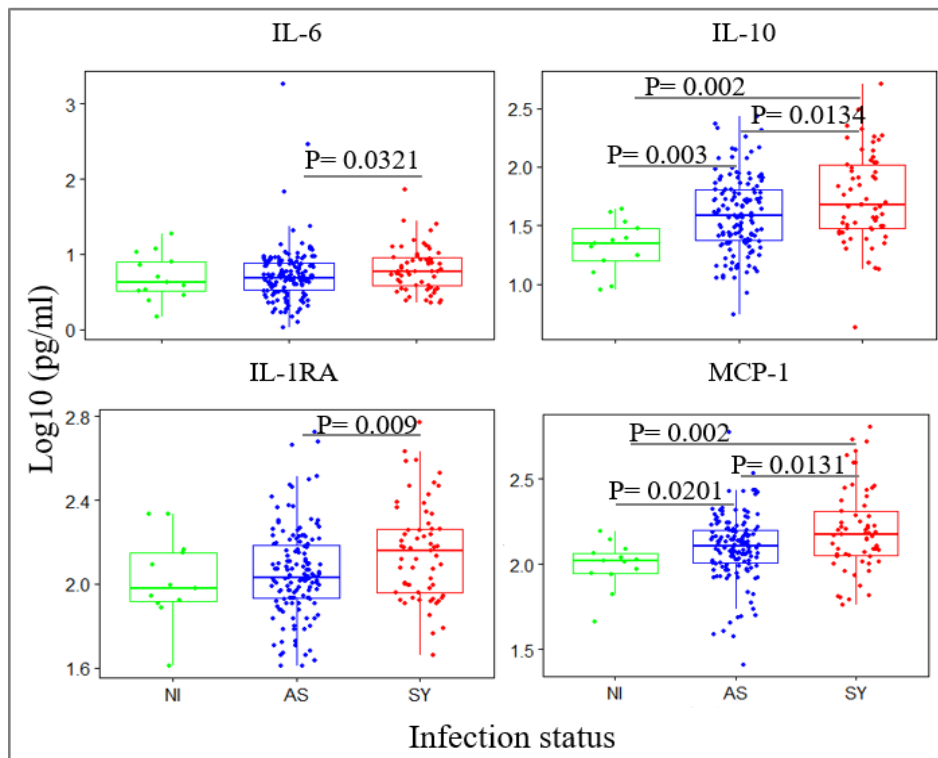 IL-6
IL-10
3
2
1
0
P= 0.0321
2.5
2.0
1.5
1.0
P= 0.002
P= 0.0134
P= 0.003
Log10 (pg/ml)
IL-1RA
MCP-1
2.8
2.4
2.0
1.6
P= 0.009
2.5
2.0
1.5
P= 0.002
P= 0.0131
P= 0.0201
NI AS SY
NI AS SY
Infection status